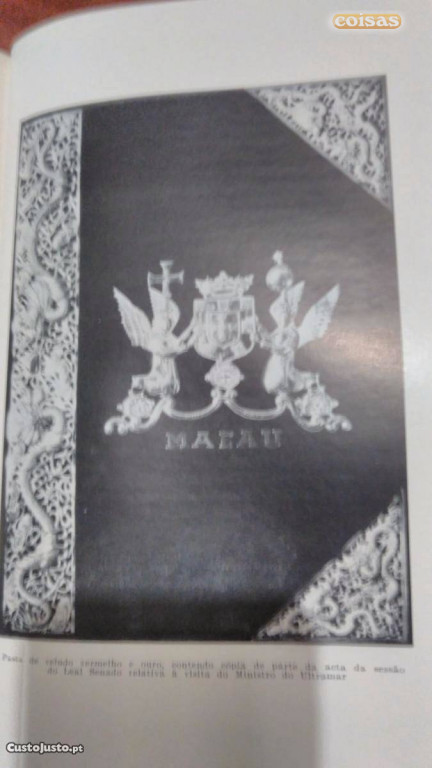 coisas
MACAU
Pasta de veludo vermelho e ouro, contendo cópia de parte da acta da sessão
do Leal Senado relativa à visita do Ministro do Ultramar
CustoJusto.pt